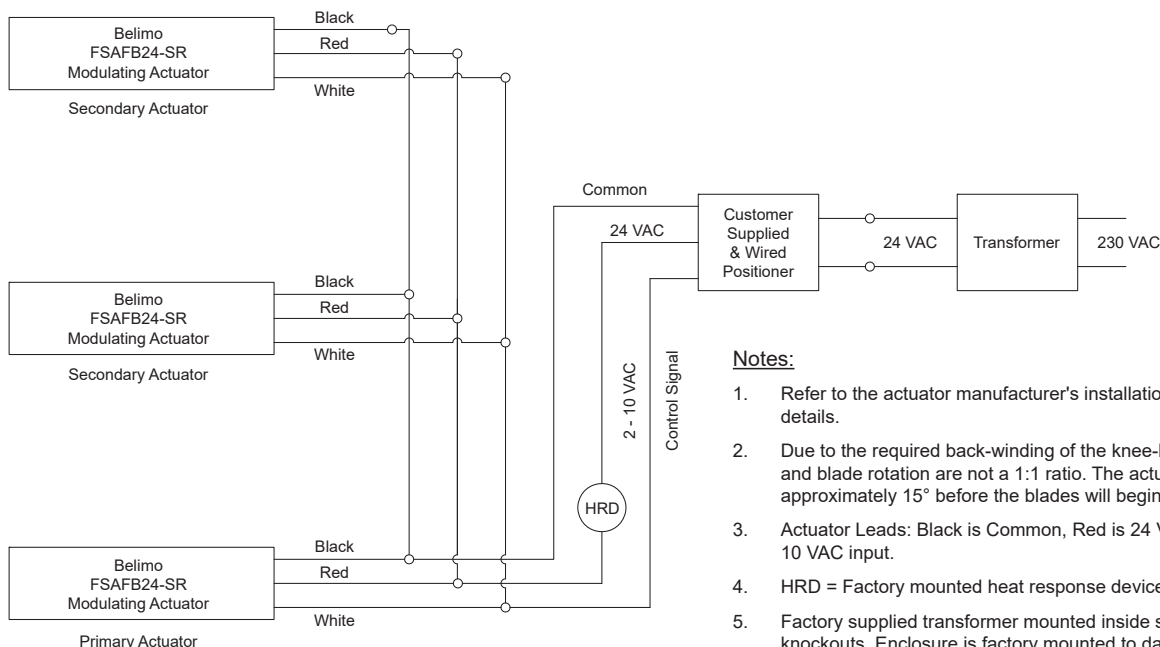 Belimo
FSAFB24-SR
Modulating Actuator
Secondary Actuator
Black
Red
White
Belimo
FSAFB24-SR
Modulating Actuator
Secondary Actuator
Black
Red
White
Belimo
FSAFB24-SR
Modulating Actuator
Primary Actuator
Black
Red
White
Common
24 VAC
HRD
2 - 10 VAC
Control Signal
Customer
Supplied
& Wired
Positioner
24 VAC
Transformer
230 VAC
Notes:
1. Refer to the actuator manufacturer's
details.
2. Due to the required back-winding of the
and blade rotation are not a 1:1 ratio. The
approximately 15° before the blades will begin
3. Actuator Leads: Black is Common, Red is 24
10 VAC input.
4. HRD = Factory mounted heat response device
5. Factory supplied transformer mounted inside
knockouts. Enclosure is factory mounted to